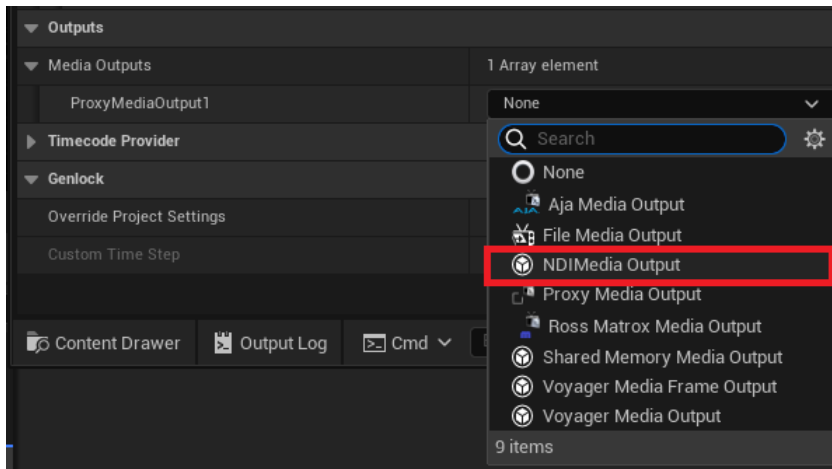 Outputs
Media Outputs
1 Array element
ProxyMediaOutput1
None
Timecode Provider
Search
Genlock
None
Override Project Settings
Aja Media Output
Custom Time Step
File Media Output
NDIMedia Output
Proxy Media Output
Ross Matrox Media Output
Content Drawer
Output Log
Cmd
Shared Memory Media Output
Voyager Media Frame Output
Voyager Media Output
9 items